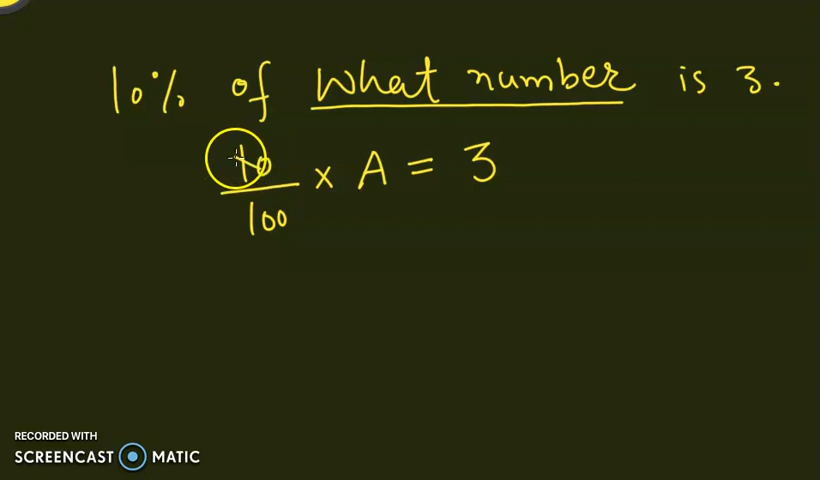 10% of What number is 3.
10/100 × A = 3
RECORDED WITH
SCREENCAST MATIC